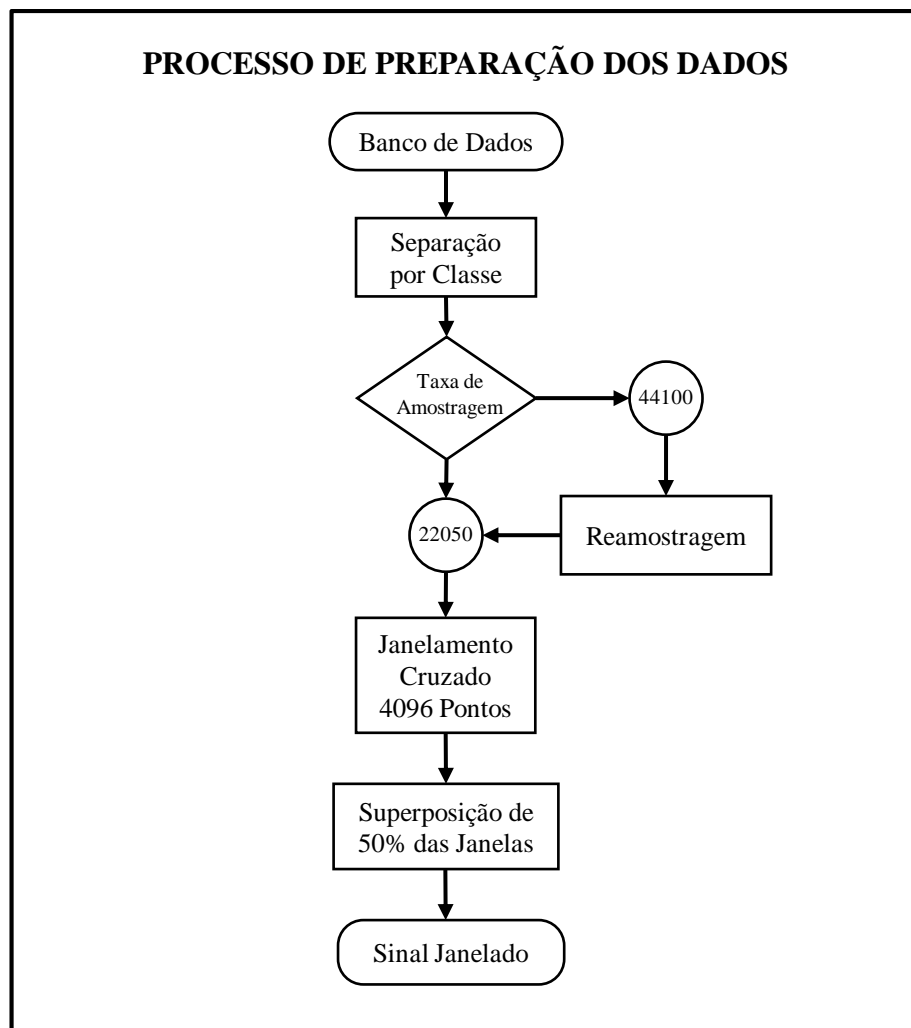 PROCESSO DE PREPARAÇÃO DOS DADOS
Banco de Dados
Separação
por Classe
Taxa de
Amostragem
44100
22050
Reamostragem
Janelamento
Cruzado
4096 Pontos
Superposição de
50% das Janelas
Sinal Janelado